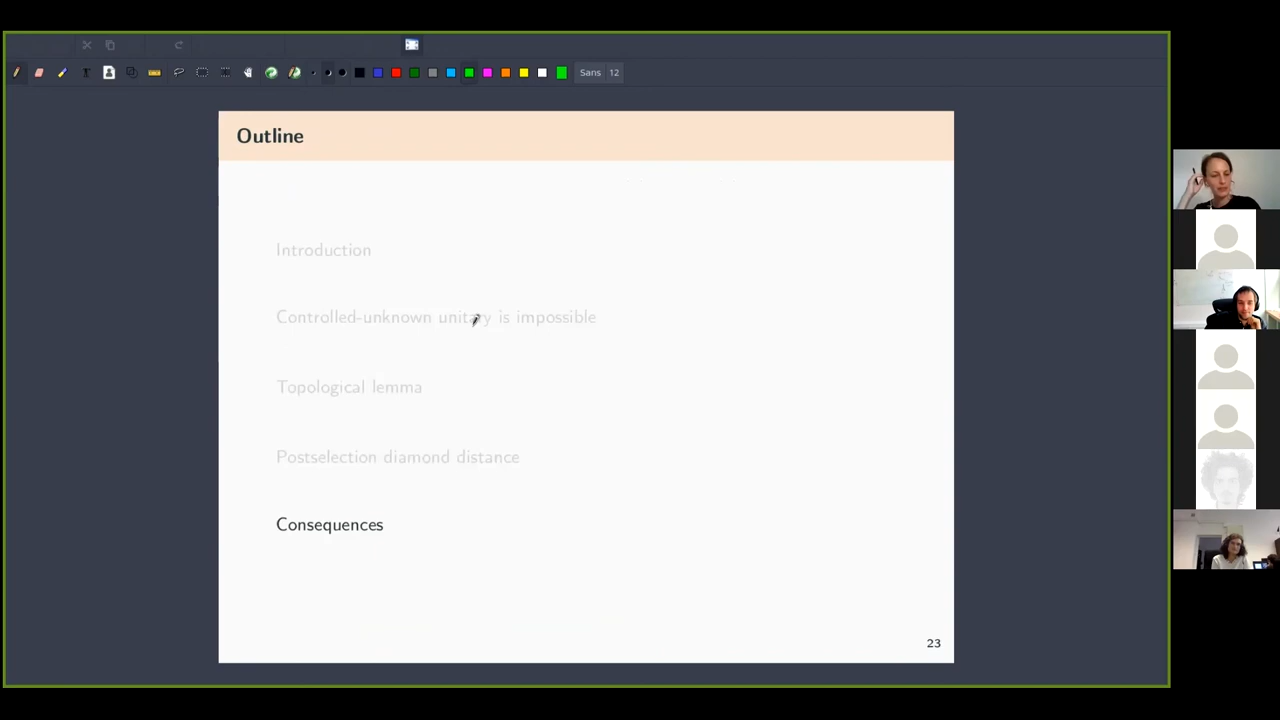 Sans 12
Outline
Introduction
Controlled-unknown unitary is impossible
Topological lemma
Postselection diamond distance
Consequences
23